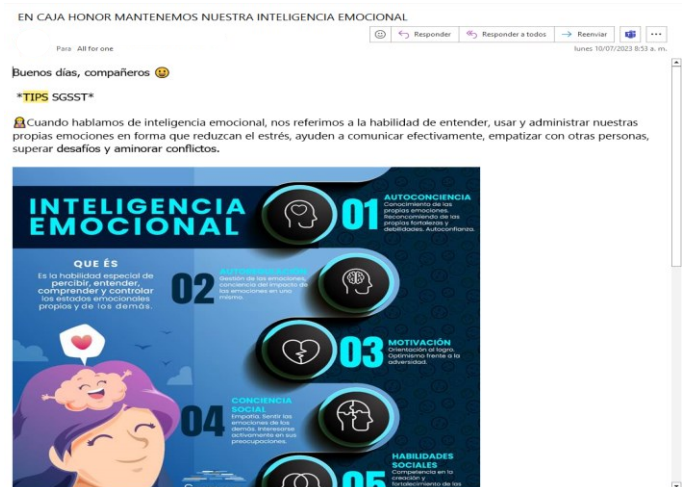 EN CAJA HONOR MANTENEMOS NUESTRA INTELIGENCIA EMOCIONAL
Responder
Responder a todos
Reenviar
Para All for one
lunes 10/07/2023 8:53 a. m.
Buenos días, compañeros
*TIPS SGSST*
Cuando hablamos de inteligencia emocional, nos referimos a la habilidad de entender, usar y administrar nuestras
propias emociones en forma que reduzcan el estrés, ayuden a comunicar efectivamente, empatizar con otras personas,
superar desafíos y aminorar conflictos.
INTELIGENCIA
EMOCIONAL
QUE ÉS
Es la habilidad especial de
percibir, entender,
comprender y controlar
los estados emocionales
propios y de los demás.
01
AUTOCONCIENCIA
Conocimiento de las
propias emociones.
Reconcomiendo de las
propias fortalezas y
debilidades. Autoconfianza.
02
Gestión de las emociones,
conciencia del impacto de
las emociones en uno
mismo.
03
MOTIVACIÓN
Orientación al logro.
Optimismo frente a la
adversidad.
04
CONCIENCIA
SOCIAL
Empatía. Sentir las
emociones de los
demás. Interesarse
activamente en sus
preocupaciones.
05
HABILIDADES
SOCIALES
Competencia en la
creación y
fortalecimiento de las